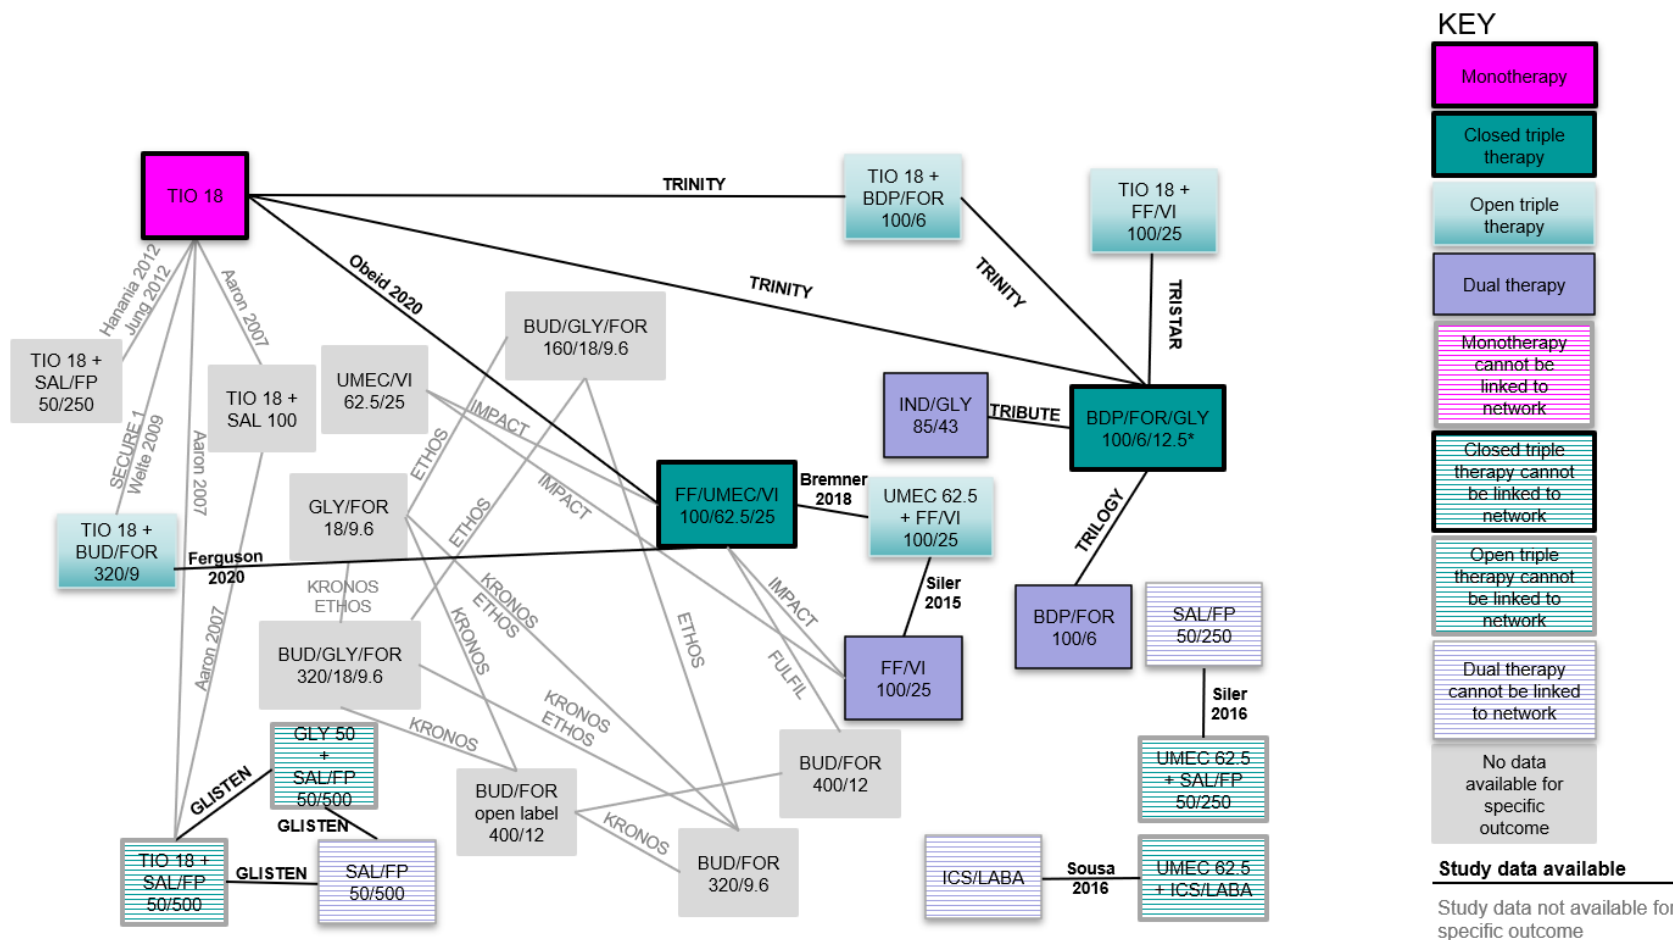 KEY
Monotherapy
Closed triple
therapy
Open triple
therapy
Dual therapy
Monotherapy
cannot be
linked to
network
Closed triple
therapy cannot
be linked to
network
Open triple
therapy cannot
be linked to
network
Dual therapy
cannot be linked
to network
No data
available for
specific
outcome
Study data available
Study data not available for
specific outcome
TIO 18
TRINITY
TIO 18 +
BDP/FOR
100/6
TIO 18 +
FF/VI
100/25
Hanania 2012
Jung 2012
Aaron 2007
Obeid 2020
TRINITY
TRINITY
TRISTAR
BUD/GLY/FOR
160/18/9.6
TIO 18 +
SAL/FP
50/250
TIO 18 +
SAL 100
UMEC/VI
62.5/25
IMPACT
IND/GLY
85/43
TRIBUTE
BDP/FOR/GLY
100/6/12.5*
SECURE 1
Welte 2009
Aaron 2007
ETHOS
IMPACT
ETHOS
GLY/FOR
18/9.6
FF/UMEC/VI
100/62.5/25
Bremner
2018
UMEC 62.5
+ FF/VI
100/25
TRILOGY
TIO 18 +
BUD/FOR
320/9
Ferguson
2020
KRONOS
ETHOS
KRONOS
ETHOS
KRONOS
ETHOS
IMPACT
FULFIL
Siler
2015
BDP/FOR
100/6
SAL/FP
50/250
Aaron 2007
BUD/GLY/FOR
320/18/9.6
FF/VI
100/25
KRONOS
KRONOS
ETHOS
Siler
2016
GLY 50
+
SAL/FP
50/500
BUD/FOR
open label
400/12
BUD/FOR
400/12
UMEC 62.5
+ SAL/FP
50/250
GLISTEN
GLISTEN
KRONOS
TIO 18 +
SAL/FP
50/500
GLISTEN
SAL/FP
50/500
BUD/FOR
320/9.6
ICS/LABA
Sousa
2016
UMEC 62.5
+ ICS/LABA